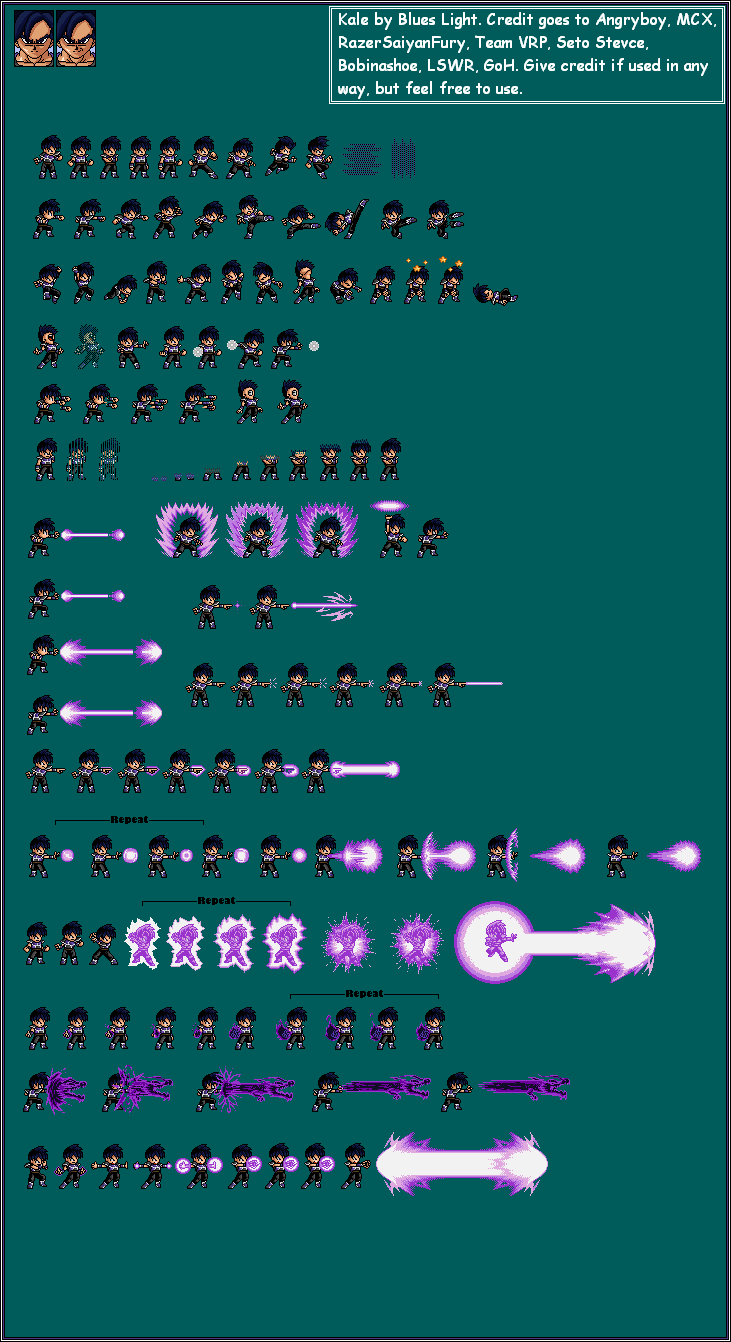 Kale by Blues Light. Credit goes to Angryboy, MCX,
RazerSaiyanFury, Team VRP, Seto Stevce,
Bobinashoe, LSWR, GoH. Give credit if used in any
way, but feel free to use.
Repeat
Repeat
Repeat